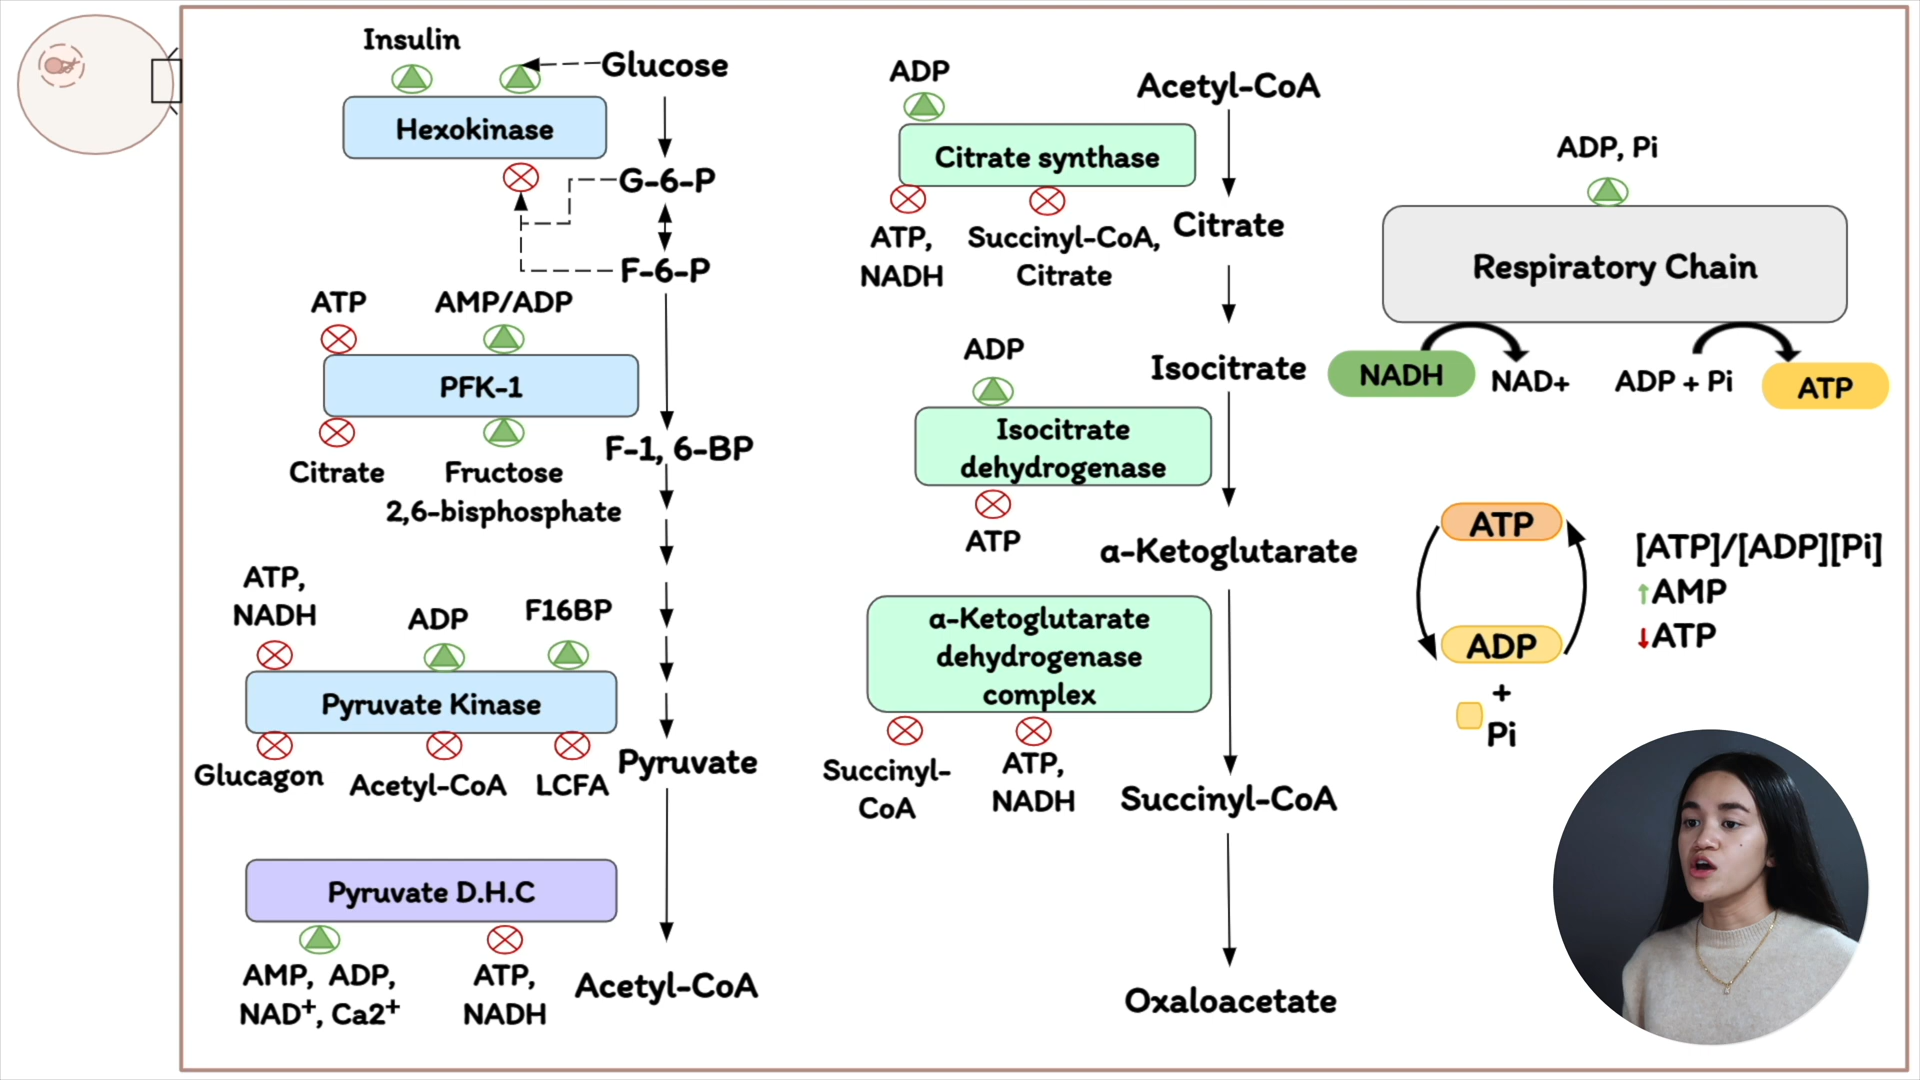 Insulin
Glucose
Hexokinase
G-6-P
F-6-P
ATP
AMP/ADP
PFK-1
Citrate
Fructose
2,6-bisphosphate
F-1, 6-BP
ATP,
NADH
ADP
F16BP
Pyruvate Kinase
Glucagon
Acetyl-CoA
LCFA
Pyruvate
Pyruvate D.H.C
AMP, ADP,
NAD⁺, Ca2⁺
ATP,
NADH
Acetyl-CoA
ADP
Acetyl-CoA
Citrate synthase
ATP,
NADH
Succinyl-CoA,
Citrate
Citrate
ADP
Isocitrate
Isocitrate
dehydrogenase
ATP
α-Ketoglutarate
α-Ketoglutarate
dehydrogenase
complex
Succinyl-
CoA
ATP,
NADH
Succinyl-CoA
Oxaloacetate
ADP, Pi
Respiratory Chain
NADH
NAD+
ADP + Pi
ATP
ATP
ADP
+
Pi
[ATP]/[ADP][Pi]
↑AMP
↓ATP